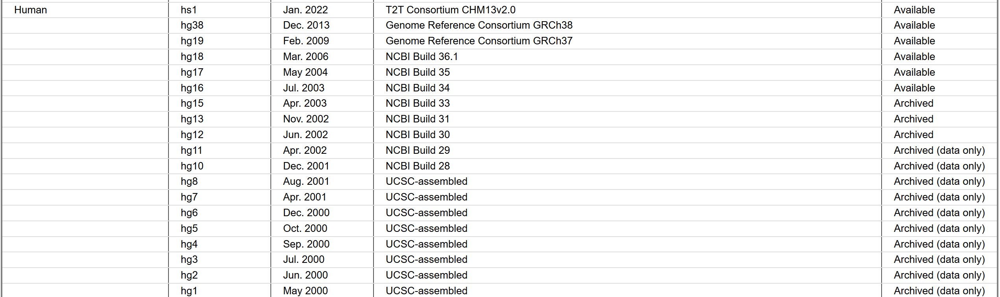 Human hs1 Jan. 2022 T2T Consortium CHM13v2.0 Available
hg38 Dec. 2013 Genome Reference Consortium GRCh38 Available
hg19 Feb. 2009 Genome Reference Consortium GRCh37 Available
hg18 Mar. 2006 NCBI Build 36.1 Available
hg17 May 2004 NCBI Build 35 Available
hg16 Jul. 2003 NCBI Build 34 Available
hg15 Apr. 2003 NCBI Build 33 Archived
hg13 Nov. 2002 NCBI Build 31 Archived
hg12 Jun. 2002 NCBI Build 30 Archived
hg11 Apr. 2002 NCBI Build 29 Archived (data only)
hg10 Dec. 2001 NCBI Build 28 Archived (data only)
hg8 Aug. 2001 UCSC-assembled Archived (data only)
hg7 Apr. 2001 UCSC-assembled Archived (data only)
hg6 Dec. 2000 UCSC-assembled Archived (data only)
hg5 Oct. 2000 UCSC-assembled Archived (data only)
hg4 Sep. 2000 UCSC-assembled Archived (data only)
hg3 Jul. 2000 UCSC-assembled Archived (data only)
hg2 Jun. 2000 UCSC-assembled Archived (data only)
hg1 May 2000 UCSC-assembled Archived (data only)